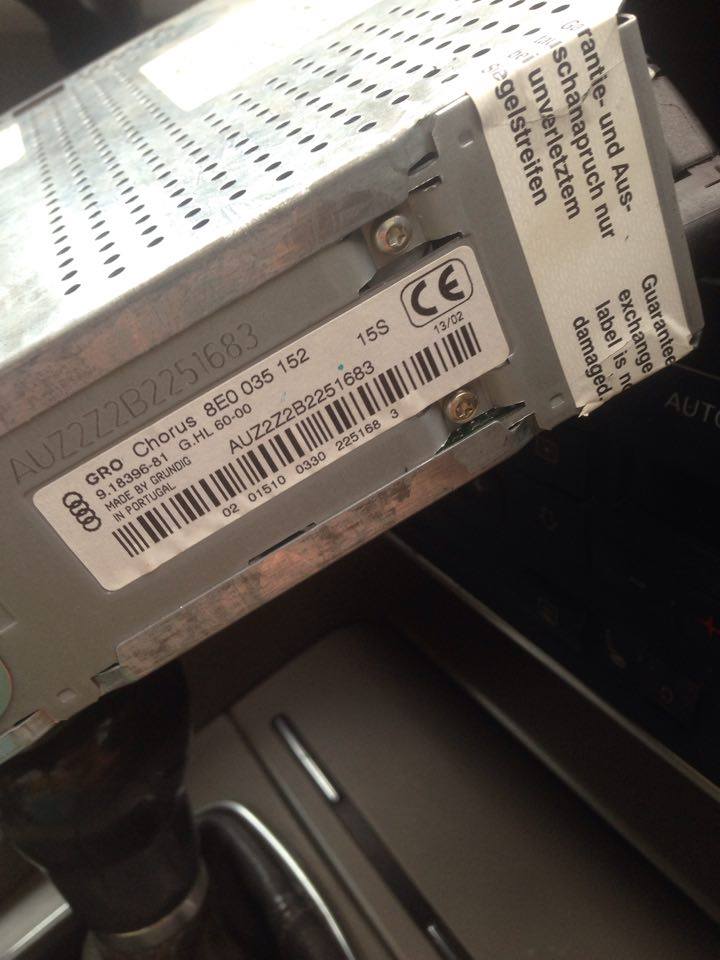 AUZ2Z2B2251683
GRO Chorus 8E0 035 152 15S
9.18396-81 G.HL 60-00
MADE BY GRUNDIG
IN PORTUGAL
AUZ2Z2B2251683
02 01510 0330 225168 3
CE
13/02
rantie- und Aus-
schanapruch nur
unverletztem
gelstreifen
Guarantee
exchange
label is
damaged.
AUTO